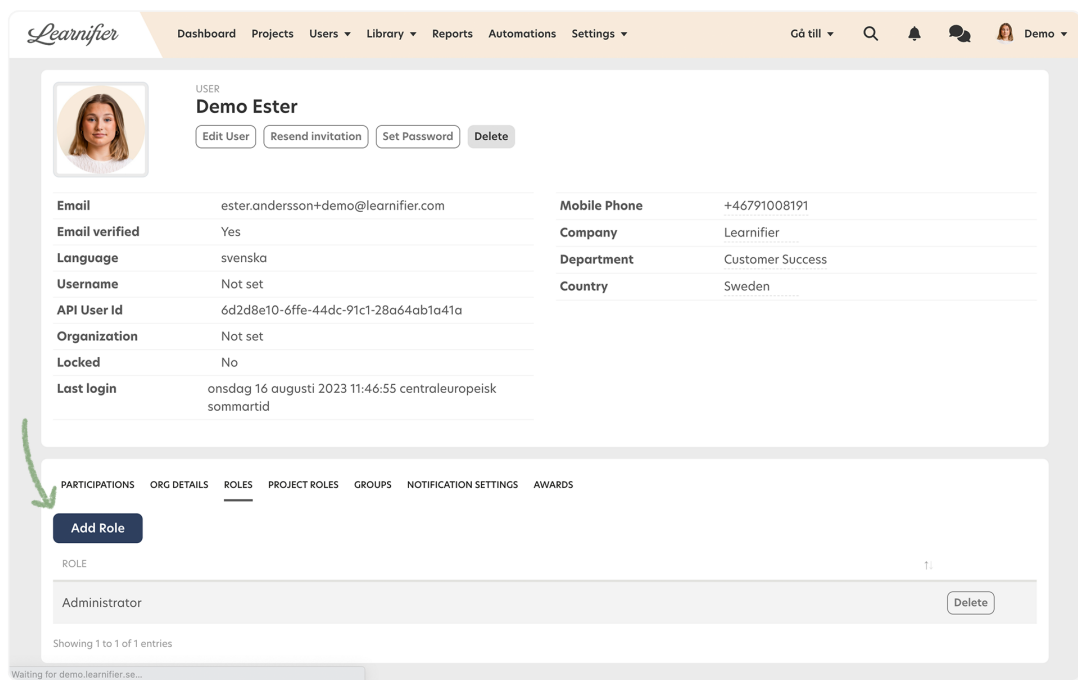 Learnifier Dashboard Projects Users Library Reports Automations Settings Gå till Demo
USER
Demo Ester
Edit User Resend invitation Set Password Delete
Email ester.andersson+demo@learnifier.com Mobile Phone +46791008191
Email verified Yes Company Learnifier
Language svenska Department Customer Success
Username Not set Country Sweden
API User Id 6d2d8e10-6ffe-44dc-91c1-28a64ab1a41a
Organization Not set
Locked No
Last login onsdag 16 augusti 2023 11:46:55 centraleuropeisk
sommartid
PARTICIPATIONS ORG DETAILS ROLES PROJECT ROLES GROUPS NOTIFICATION SETTINGS AWARDS
Add Role
ROLE
Administrator Delete
Showing 1 to 1 of 1 entries
Waiting for demo.learnifier.se...